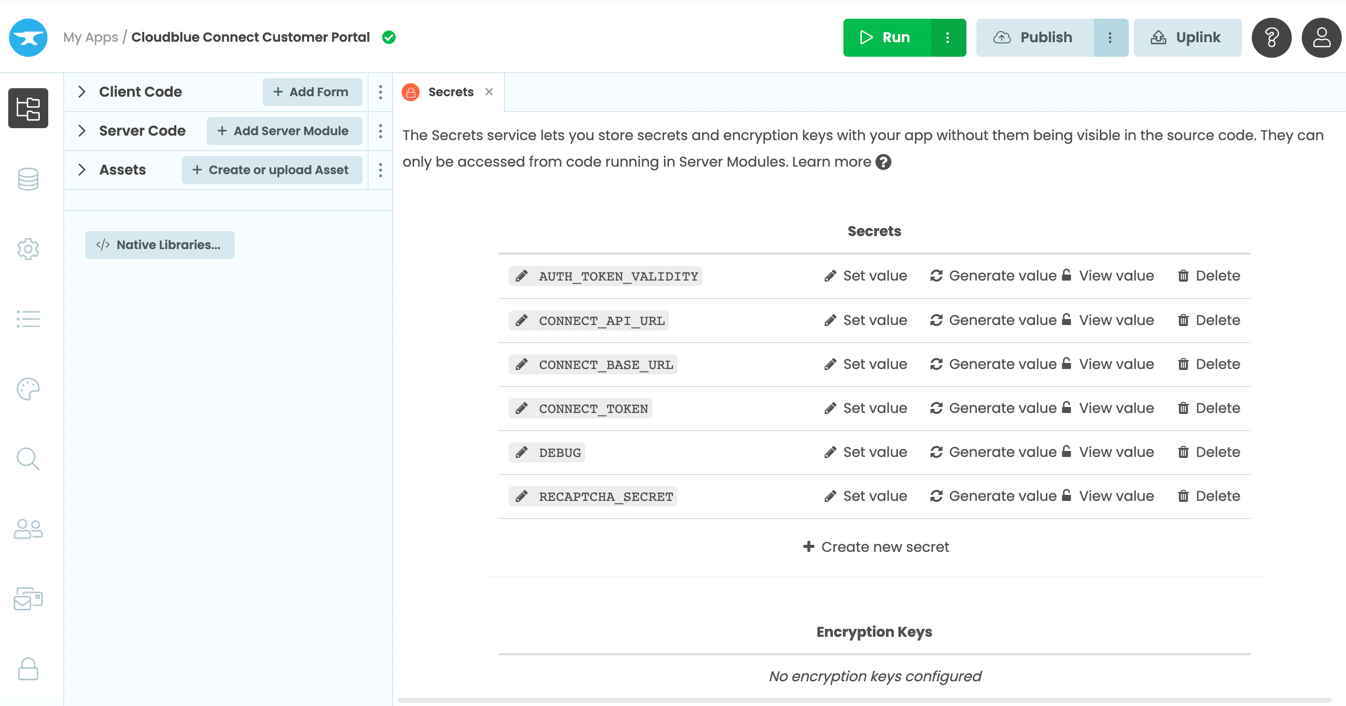 My Apps / Cloudblue Connect Customer Portal
Run
Publish
Uplink
Client Code
+ Add Form
Server Code
+ Add Server Module
Assets
+ Create or upload Asset
</> Native Libraries...
Secrets ×
The Secrets service lets you store secrets and encryption keys with your app without them being visible in the source code. They can
only be accessed from code running in Server Modules. Learn more ?
Secrets
AUTH_TOKEN_VALIDITY Set value Generate value View value Delete
CONNECT_API_URL Set value Generate value View value Delete
CONNECT_BASE_URL Set value Generate value View value Delete
CONNECT_TOKEN Set value Generate value View value Delete
DEBUG Set value Generate value View value Delete
RECAPTCHA_SECRET Set value Generate value View value Delete
+ Create new secret
Encryption Keys
No encryption keys configured